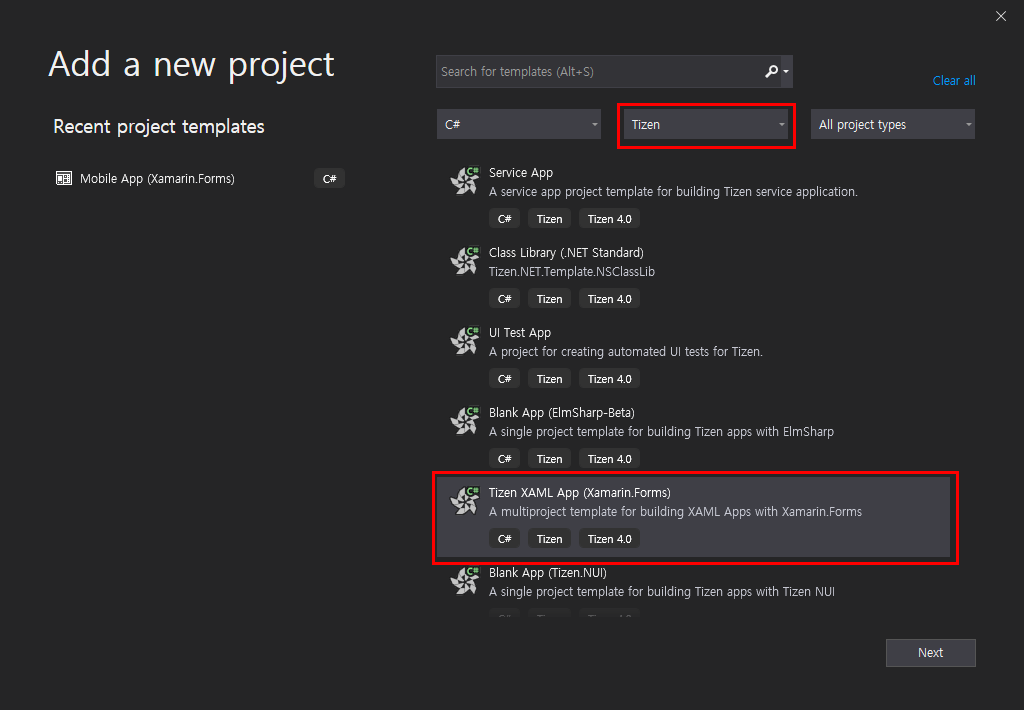 Add a new project
Search for templates (Alt+S)
Clear all
Recent project templates
C#
Tizen
All project types
Mobile App (Xamarin.Forms)
C#
Service App
A service app project template for building Tizen service application.
C# Tizen Tizen 4.0
Class Library (.NET Standard)
Tizen.NET.Template.NSClassLib
C# Tizen Tizen 4.0
UI Test App
A project for creating automated UI tests for Tizen.
C# Tizen Tizen 4.0
Blank App (ElmSharp-Beta)
A single project template for building Tizen apps with ElmSharp
C# Tizen Tizen 4.0
Tizen XAML App (Xamarin.Forms)
A multiproject template for building XAML Apps with Xamarin.Forms
C# Tizen Tizen 4.0
Blank App (Tizen.NUI)
A single project template for building Tizen apps with Tizen NUI
Next